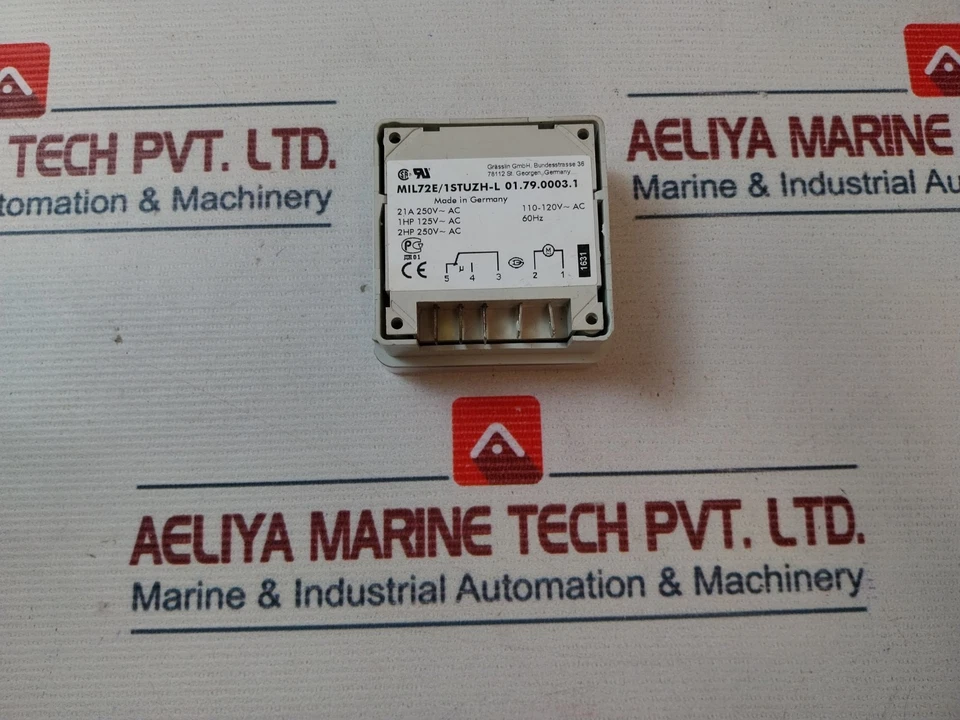 TECH PVT. LTD.
Automation & Machinery
AELIYA MARINE
Marine & Industrial Au
Grässlin GmbH, Bundesstrasse 36
78112 St. Georgen, Germany
MIL72E/1STUZH-L 01.79.0003.1
Made in Germany
21A 250V~ AC
1HP 125V~ AC
2HP 250V~ AC
110-120V~ AC
60Hz
CE
M
µ
5 4 3 2 1
1631
AELIYA MARINE TECH PVT. LTD.
Marine & Industrial Automation & Machinery